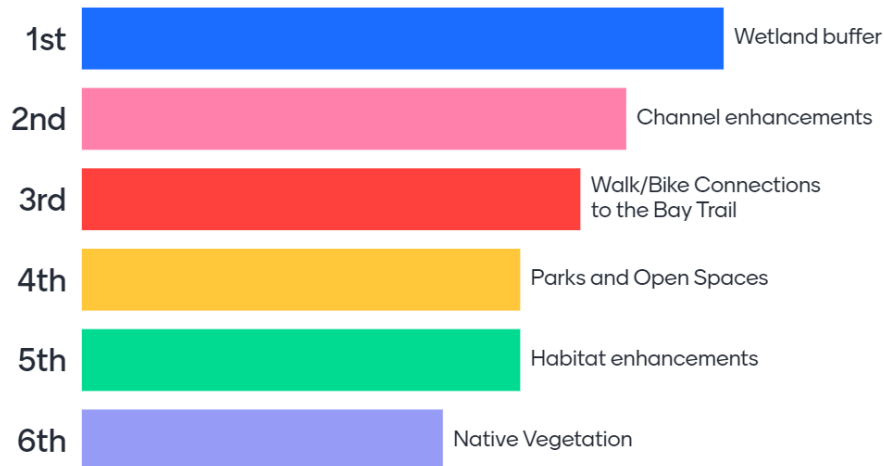 1st
Wetland buffer
2nd
Channel enhancements
3rd
Walk/Bike Connections
to the Bay Trail
4th
Parks and Open Spaces
5th
Habitat enhancements
6th
Native Vegetation